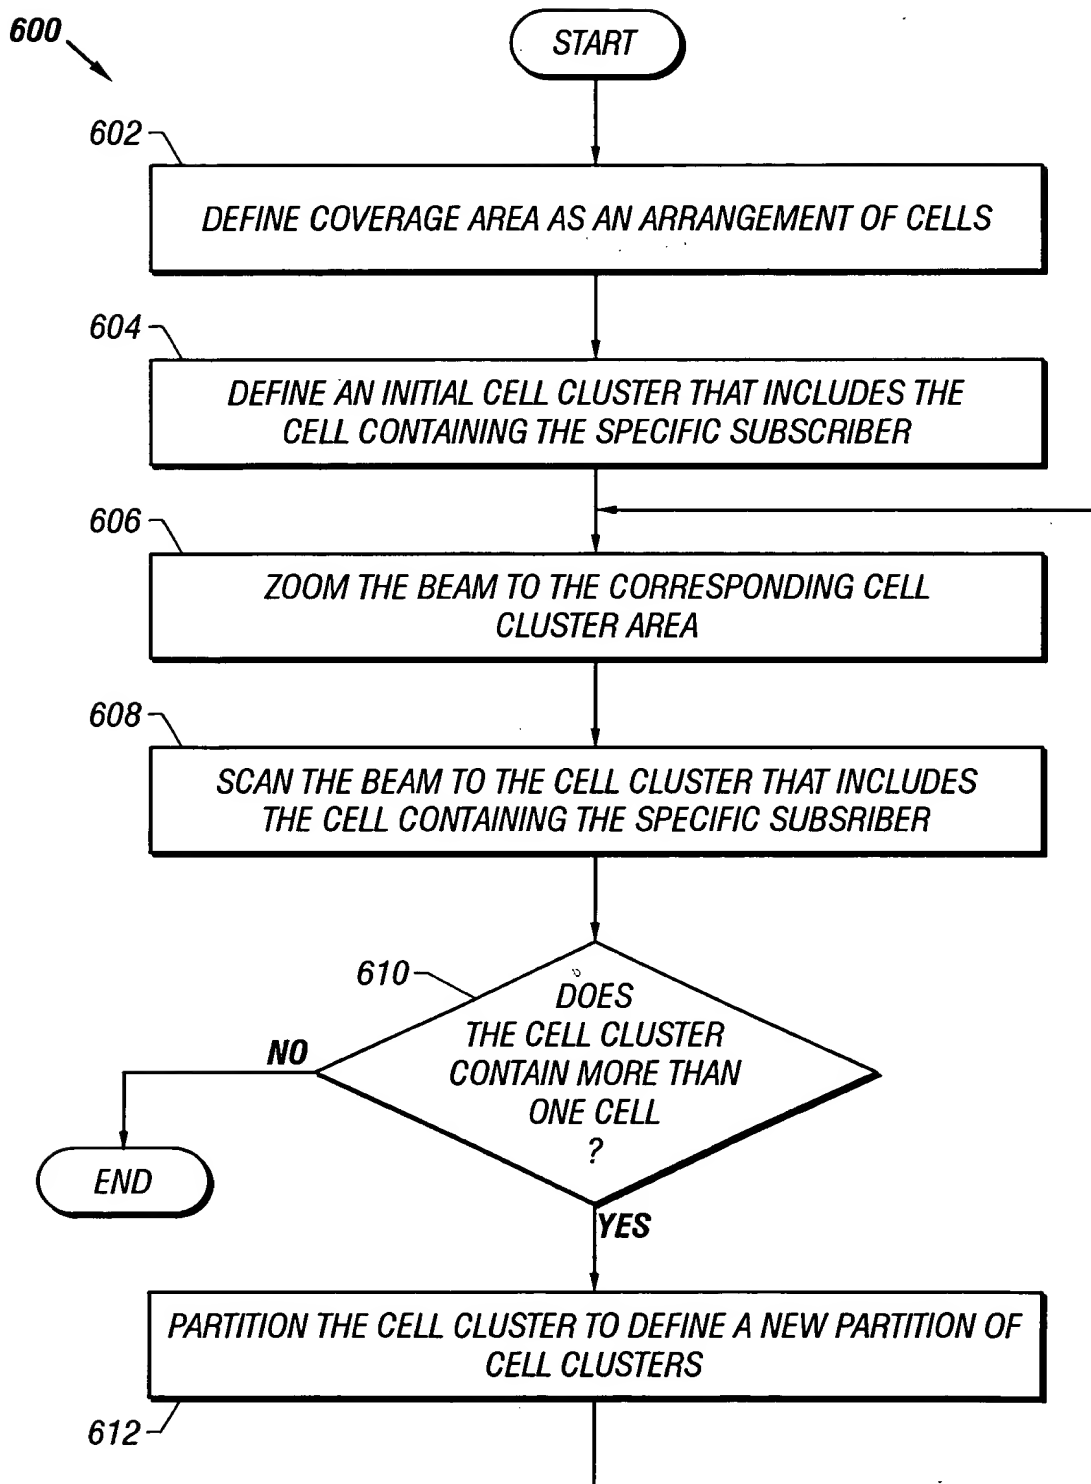 600
START
602
DEFINE COVERAGE AREA AS AN ARRANGEMENT OF CELLS
604
DEFINE AN INITIAL CELL CLUSTER THAT INCLUDES THE
CELL CONTAINING THE SPECIFIC SUBSCRIBER
606
ZOOM THE BEAM TO THE CORRESPONDING CELL
CLUSTER AREA
608
SCAN THE BEAM TO THE CELL CLUSTER THAT INCLUDES
THE CELL CONTAINING THE SPECIFIC SUBSRIBER
610
DOES
THE CELL CLUSTER
CONTAIN MORE THAN
ONE CELL
?
NO
END
YES
PARTITION THE CELL CLUSTER TO DEFINE A NEW PARTITION OF
CELL CLUSTERS
612